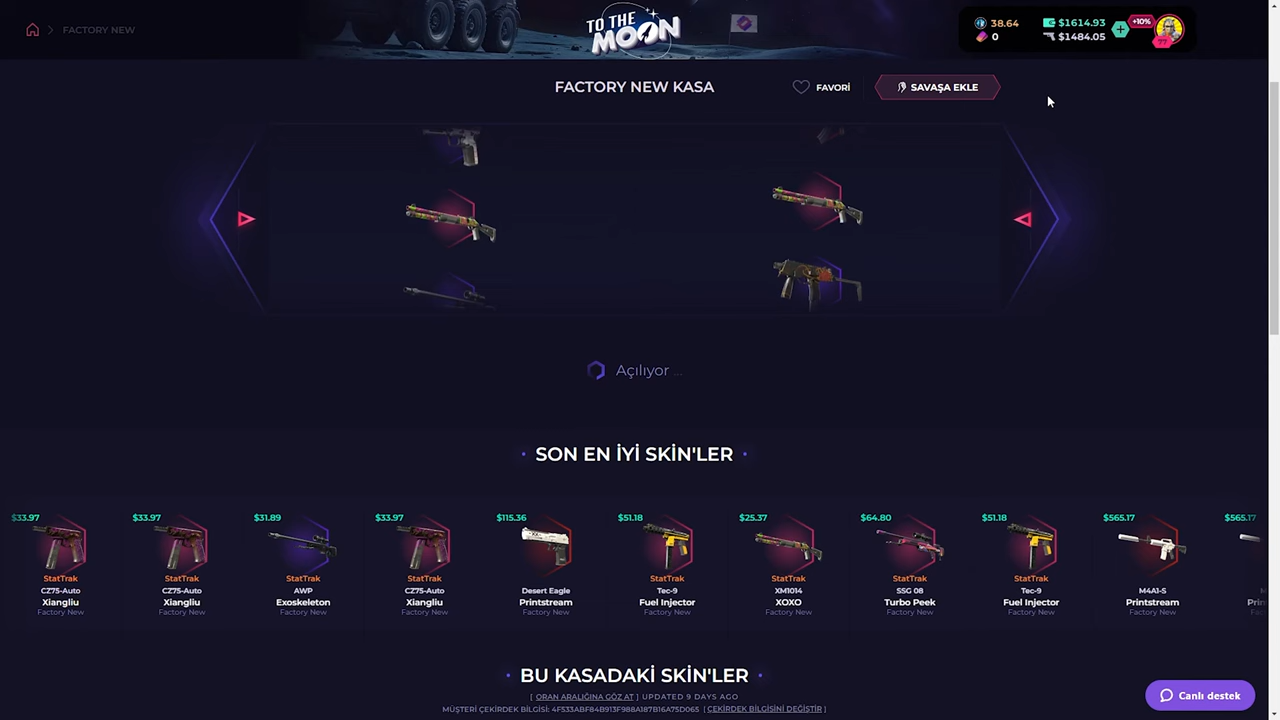 FACTORY NEW
TO THE
MOON
38.64
0
$1614.93
$1484.05
+10%
77
FACTORY NEW KASA
FAVORİ
SAVAŞA EKLE
Açılıyor ...
SON EN İYİ SKİN'LER
$33.97
StatTrak
CZ75-Auto
Xiangliu
Factory New
$33.97
StatTrak
CZ75-Auto
Xiangliu
Factory New
$31.89
StatTrak
AWP
Exoskeleton
Factory New
$33.97
StatTrak
CZ75-Auto
Xiangliu
Factory New
$115.36
Desert Eagle
Printstream
Factory New
$51.18
StatTrak
Tec-9
Fuel Injector
Factory New
$25.37
StatTrak
XM1014
XOXO
Factory New
$64.80
StatTrak
SSG 08
Turbo Peek
Factory New
$51.18
StatTrak
Tec-9
Fuel Injector
Factory New
$565.17
M4A1-S
Printstream
Factory New
$565.17
BU KASADAKİ SKİN'LER
[ ORAN ARALIĞINA GÖZ AT ] UPDATED 9 DAYS AGO
MÜŞTERİ ÇEKİRDEK BİLGİSİ: 4F533ABF84B913F988A187B16A75D065 [ ÇEKİRDEK BİLGİSİNİ DEĞİŞTİR ]
Canlı destek